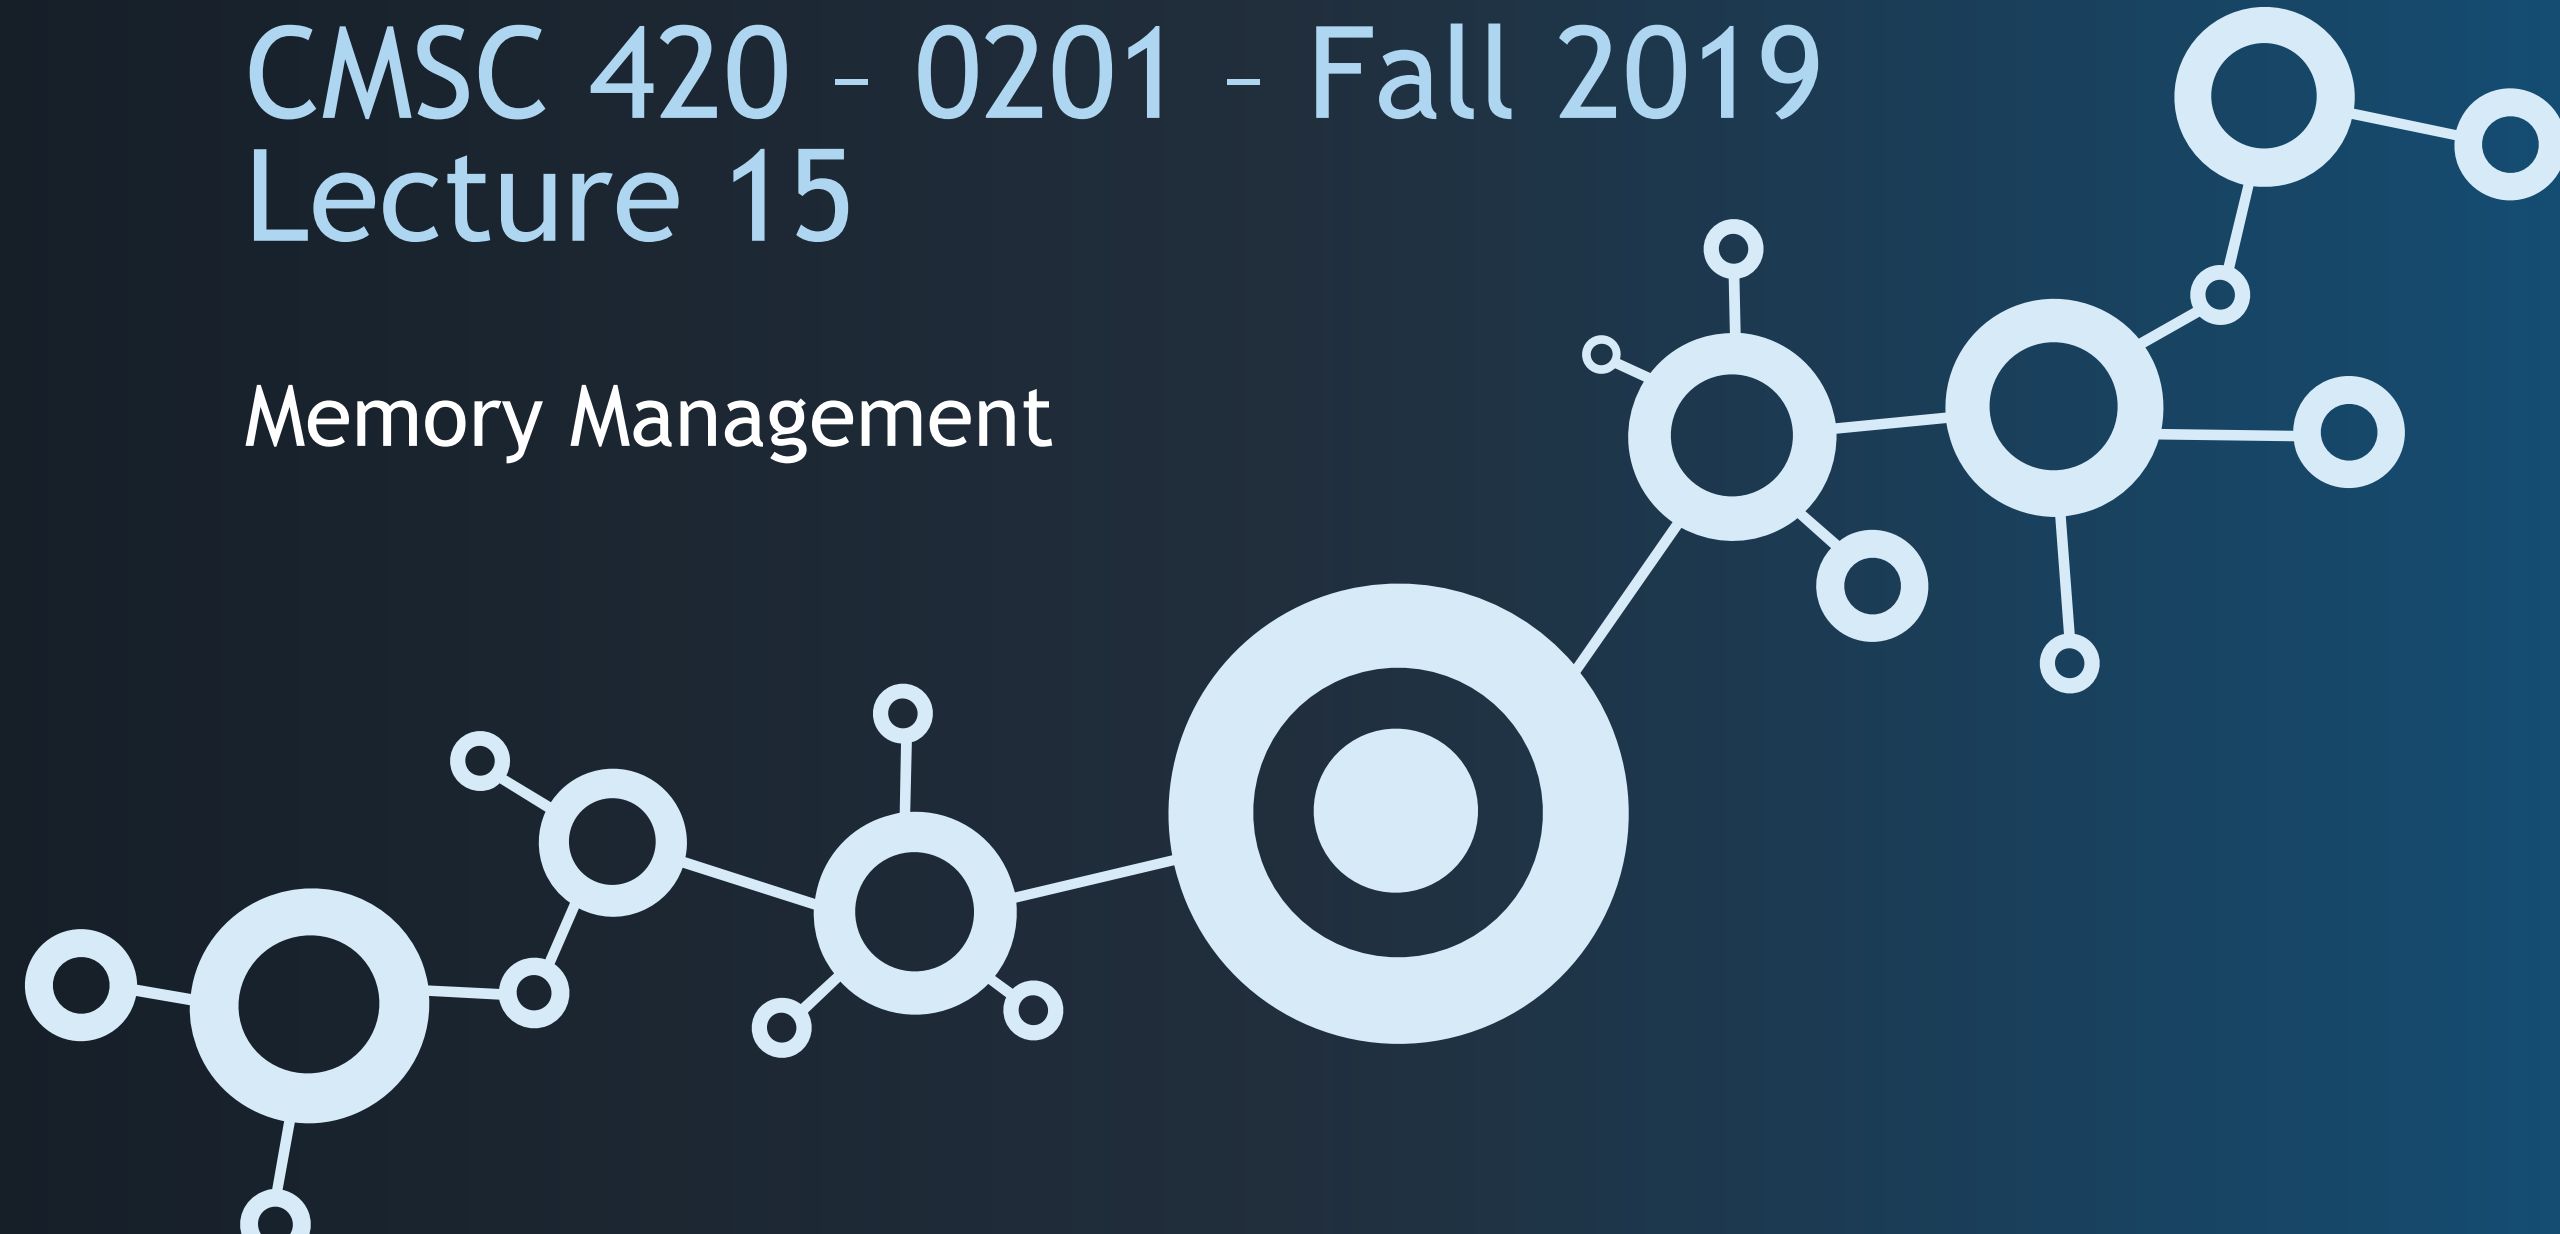 CMSC 420 – 0201 – Fall 2019
Lecture 15
Memory Management